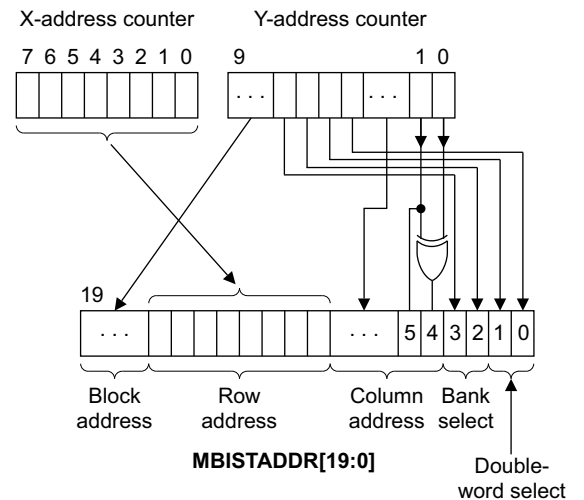 X-address counter
Y-address counter
7 6 5 4 3 2 1 0
9 1 0
. . . . . .
19
. . . . . . 5 4 3 2 1 0
Block address
Row address
Column address
Bank select
MBISTADDR[19:0]
Double-word select